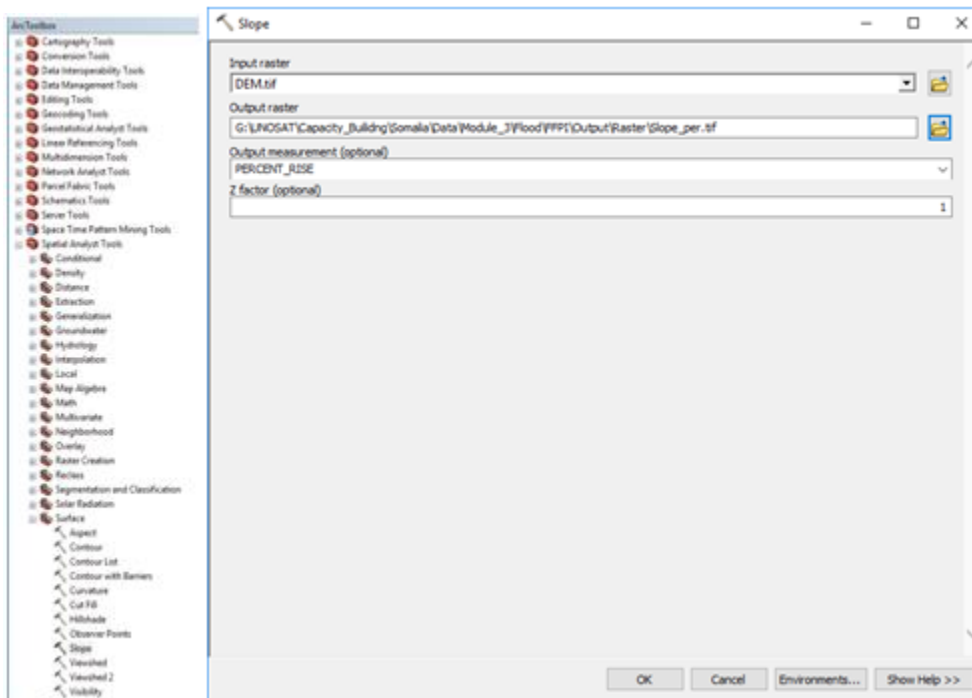 ArcToolbox
Cartography Tools
Conversion Tools
Data Interoperability Tools
Data Management Tools
Editing Tools
Geocoding Tools
Geostatistical Analyst Tools
Linear Referencing Tools
Multidimension Tools
Network Analyst Tools
Parcel Fabric Tools
Schematics Tools
Server Tools
Space Time Pattern Mining Tools
Spatial Analyst Tools
Conditional
Density
Distance
Extraction
Generalization
Groundwater
Hydrology
Interpolation
Local
Map Algebra
Math
Multivariate
Neighborhood
Overlay
Raster Creation
Reclass
Segmentation and Classification
Solar Radiation
Surface
Aspect
Contour
Contour List
Contour with Barriers
Curvature
Cut Fill
Hillshade
Observer Points
Slope
Viewshed
Viewshed 2
Visibility
Slope
Input raster
DEM.tif
Output raster
G:\UNOSAT\Capacity_Builidng\Somalia\Data\Module_3\Flood\FFPI\Output\Raster\Slope_per.tif
Output measurement (optional)
PERCENT_RISE
Z factor (optional)
1
OK
Cancel
Environments...
Show Help >>